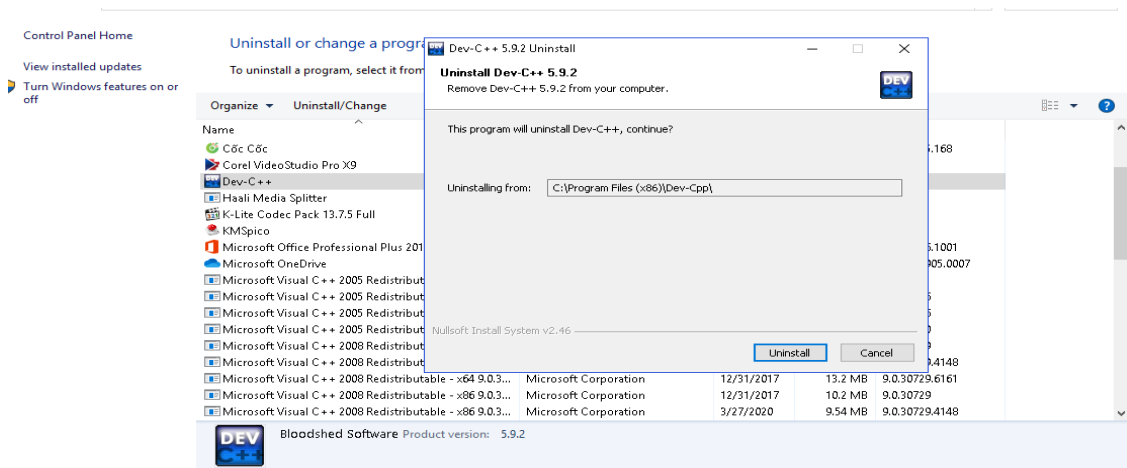 Control Panel Home
View installed updates
Turn Windows features on or
off
Uninstall or change a progr
To uninstall a program, select it from
Organize Uninstall/Change
Name
Cốc Cốc .168
Corel VideoStudio Pro X9
Dev-C++
Haali Media Splitter
K-Lite Codec Pack 13.7.5 Full
KMSpico
Microsoft Office Professional Plus 201 .1001
Microsoft OneDrive 905.0007
Microsoft Visual C++ 2005 Redistribut
Microsoft Visual C++ 2005 Redistribut
Microsoft Visual C++ 2005 Redistribut
Microsoft Visual C++ 2005 Redistribut
Microsoft Visual C++ 2008 Redistribut
Microsoft Visual C++ 2008 Redistribut .4148
Microsoft Visual C++ 2008 Redistributable - x64 9.0.3... Microsoft Corporation 12/31/2017 13.2 MB 9.0.30729.6161
Microsoft Visual C++ 2008 Redistributable - x86 9.0.3... Microsoft Corporation 12/31/2017 10.2 MB 9.0.30729
Microsoft Visual C++ 2008 Redistributable - x86 9.0.3... Microsoft Corporation 3/27/2020 9.54 MB 9.0.30729.4148
DEV C++ Bloodshed Software Product version: 5.9.2
Dev-C++ 5.9.2 Uninstall
Uninstall Dev-C++ 5.9.2
Remove Dev-C++ 5.9.2 from your computer.
DEV
C++
This program will uninstall Dev-C++, continue?
Uninstalling from: C:\Program Files (x86)\Dev-Cpp\
Nullsoft Install System v2.46
Uninstall Cancel